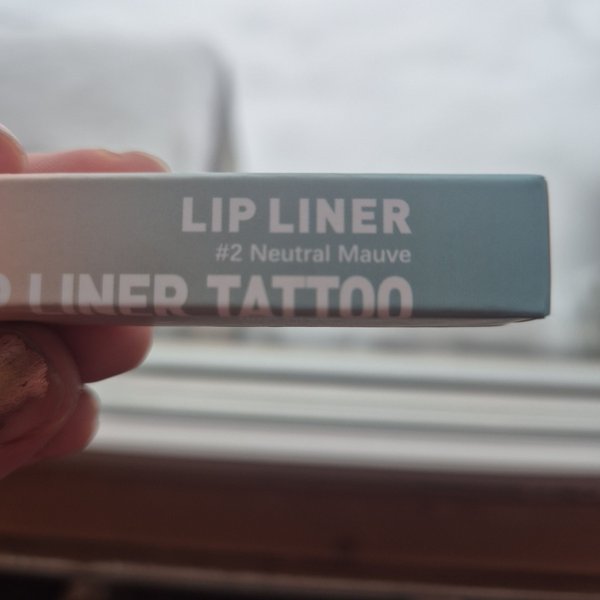 LIP LINER
#2 Neutral Mauve
P LINER TATTOO